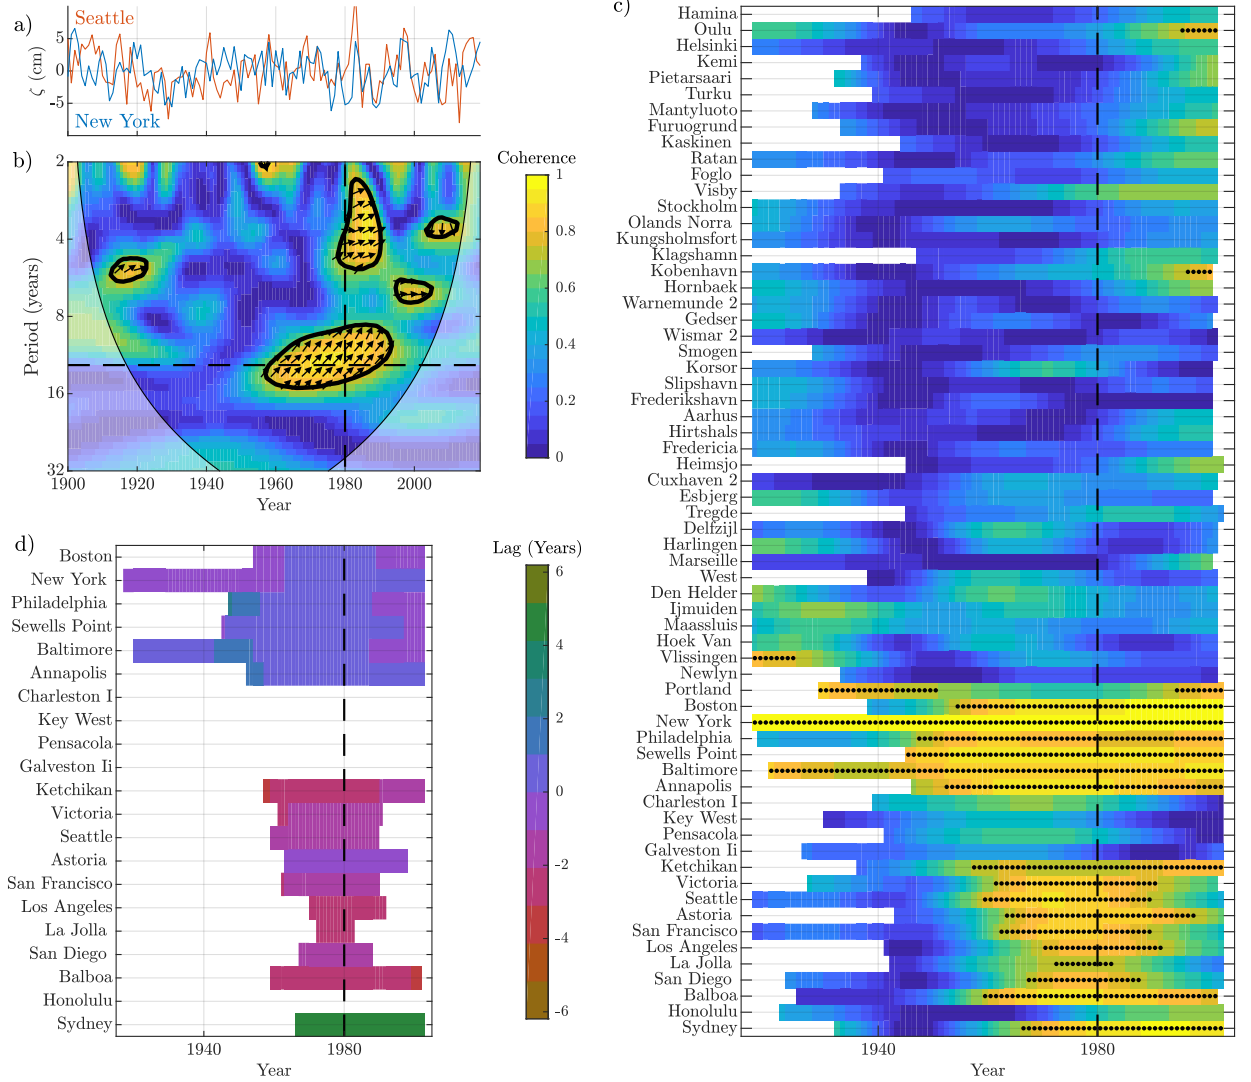 a)
Seattle
New York
ζ (cm)
5
0
-5
1900
1920
1940
1960
1980
2000
b)
Period (years)
2
4
8
16
32
1900
1920
1940
1960
1980
2000
Year
Coherence
1
0.8
0.6
0.4
0.2
0
c)
Hamina
Oulu
Helsinki
Kemi
Pietarsaari
Turku
Mantyluoto
Furuogrund
Kaskinen
Ratan
Foglo
Visby
Stockholm
Olands Norra
Kungsholmsfort
Klagshamn
Kobenhavn
Hornbaek
Warnemunde 2
Gedser
Wismar 2
Smogen
Korsor
Slipshavn
Frederikshavn
Aarhus
Hirtshals
Fredericia
Heimsjo
Cuxhaven 2
Esbjerg
Tregde
Delfzijl
Harlingen
Marseille
West
Den Helder
Ijmuiden
Maassluis
Hoek Van
Vlissingen
Newlyn
Portland
Boston
New York
Philadelphia
Sewells Point
Baltimore
Annapolis
Charleston I
Key West
Pensacola
Galveston Ii
Ketchikan
Victoria
Seattle
Astoria
San Francisco
Los Angeles
La Jolla
San Diego
Balboa
Honolulu
Sydney
1940
1980
Year
d)
Boston
New York
Philadelphia
Sewells Point
Baltimore
Annapolis
Charleston I
Key West
Pensacola
Galveston Ii
Ketchikan
Victoria
Seattle
Astoria
San Francisco
Los Angeles
La Jolla
San Diego
Balboa
Honolulu
Sydney
1940
1980
Year
Lag (Years)
6
4
2
0
-2
-4
-6